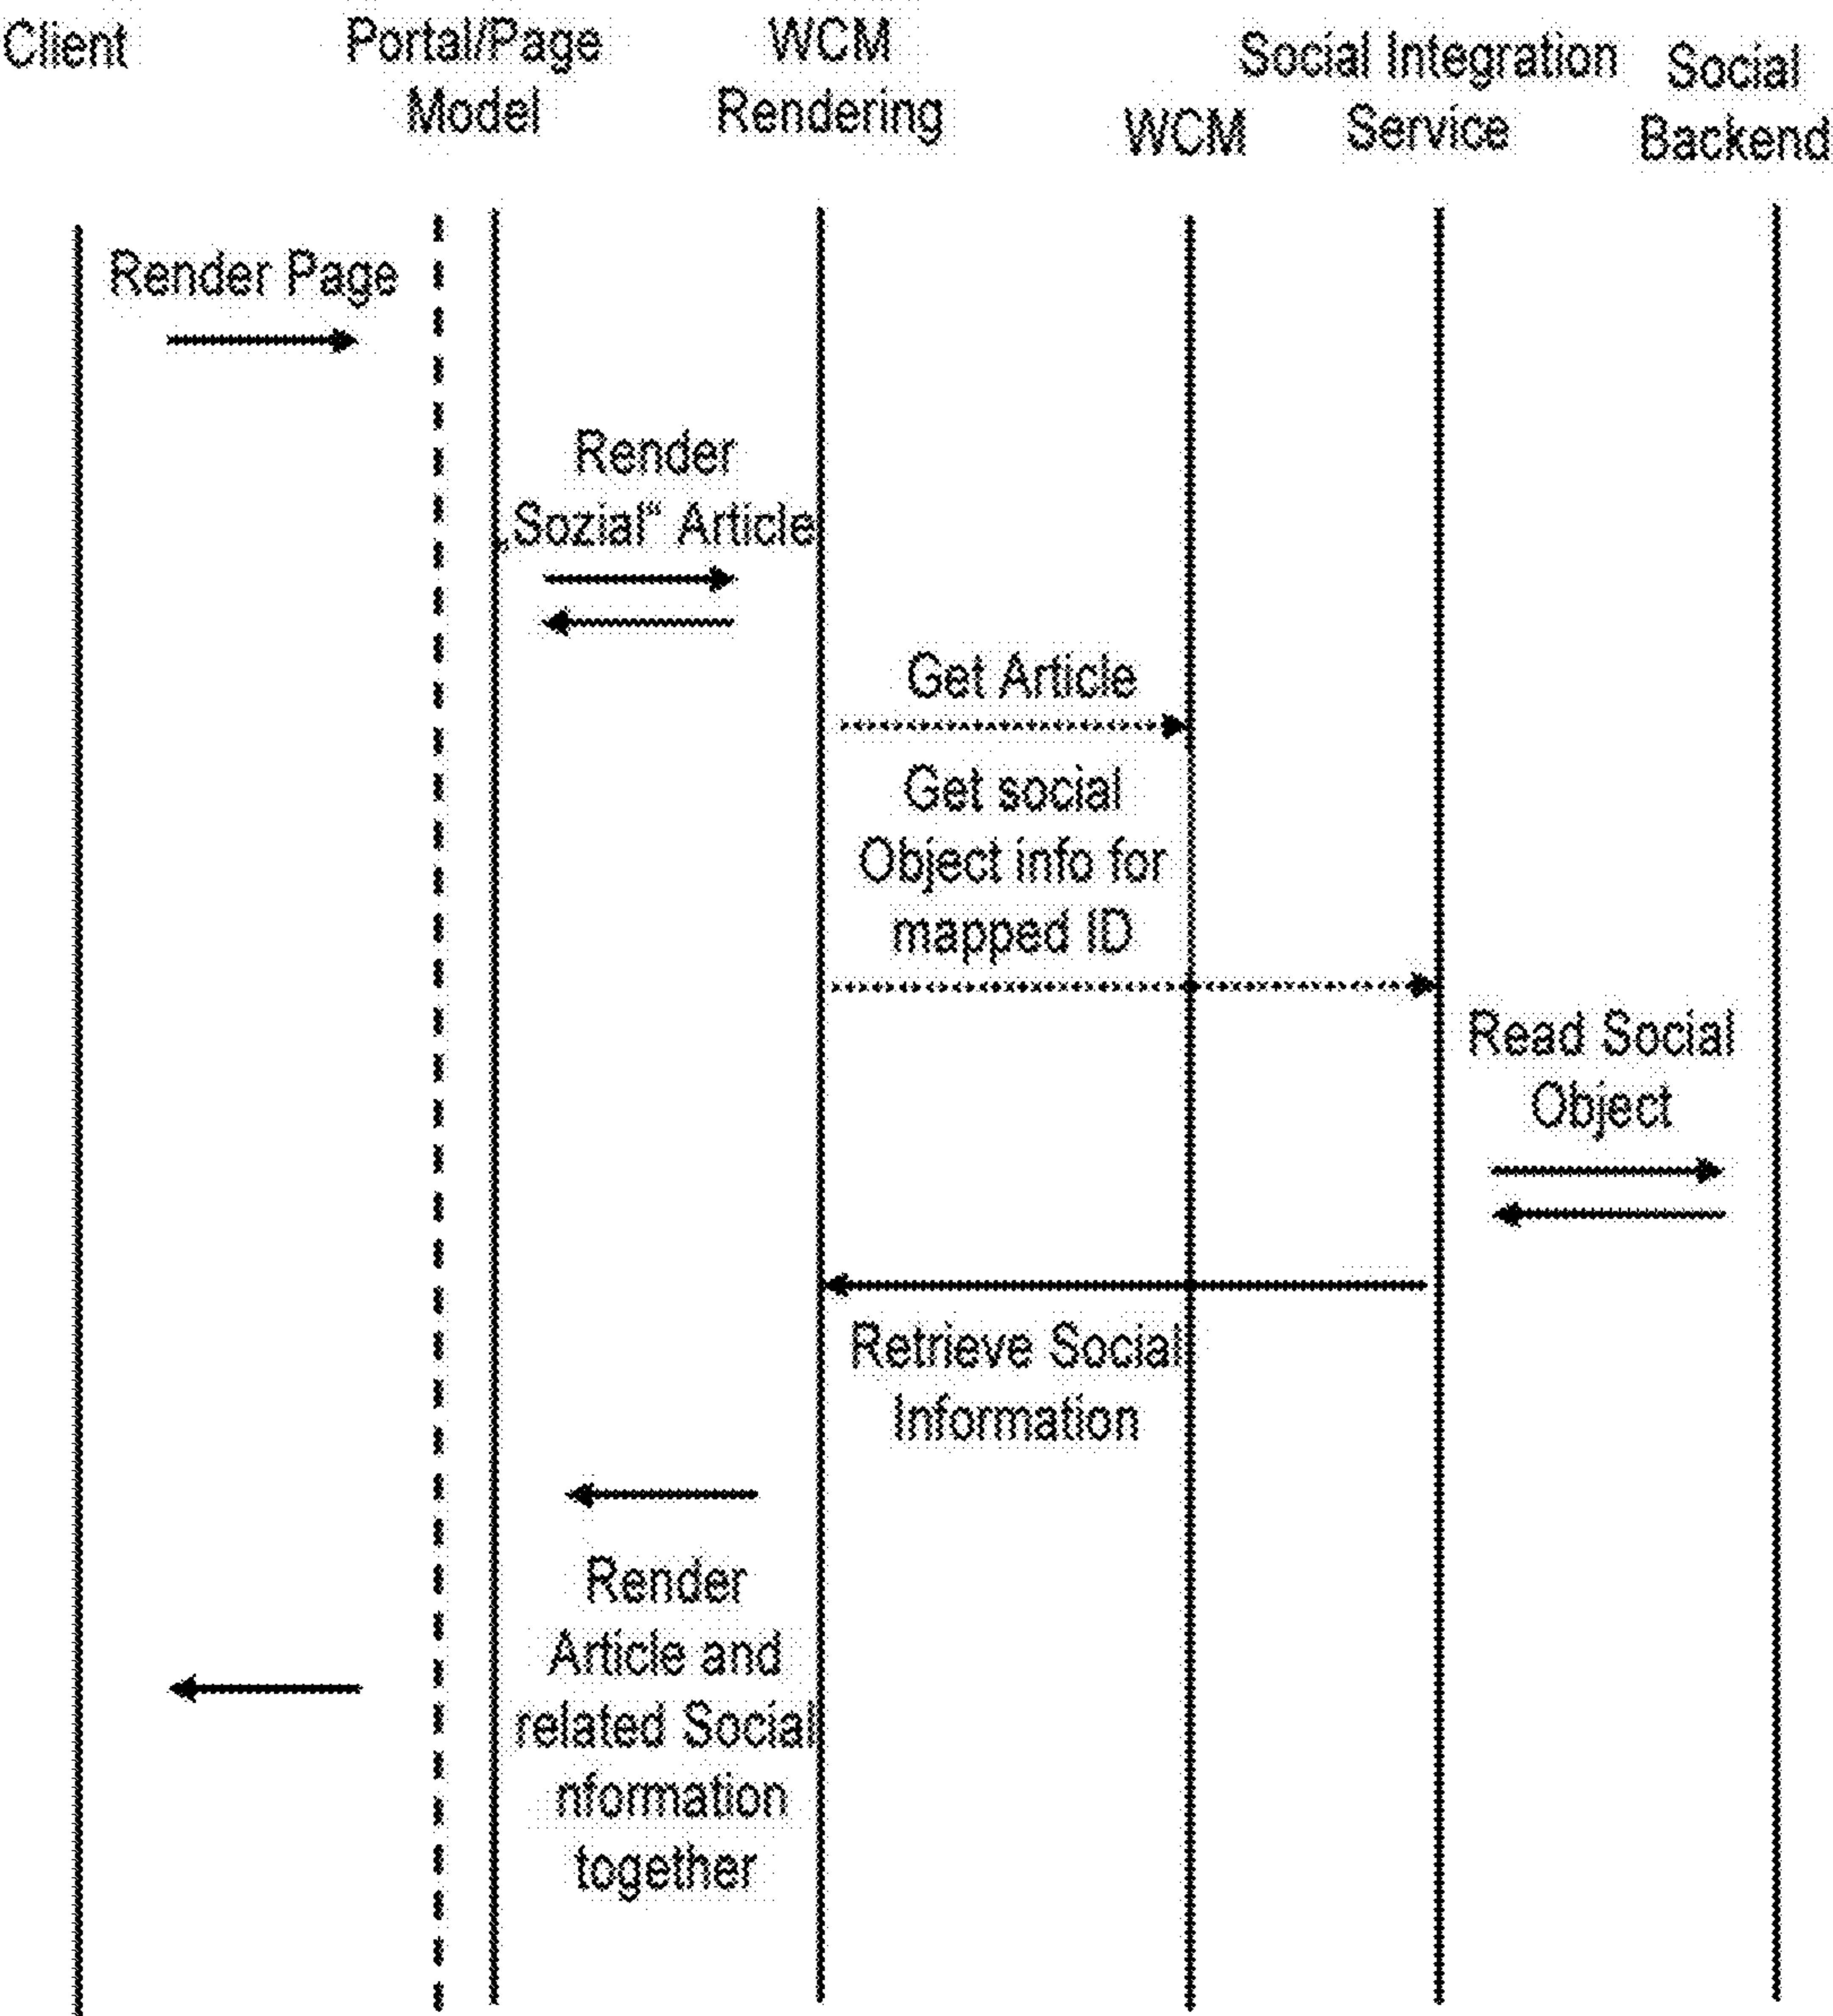 Client
Portal/Page
Model
WCM
Rendering
WCM
Social Integration
Service
Social
Backend
Render Page
Render
„Sozial“ Article
Get Article
Get social
Object info for
mapped ID
Read Social
Object
Retrieve Social
Information
Render
Article and
related Social
nformation
together